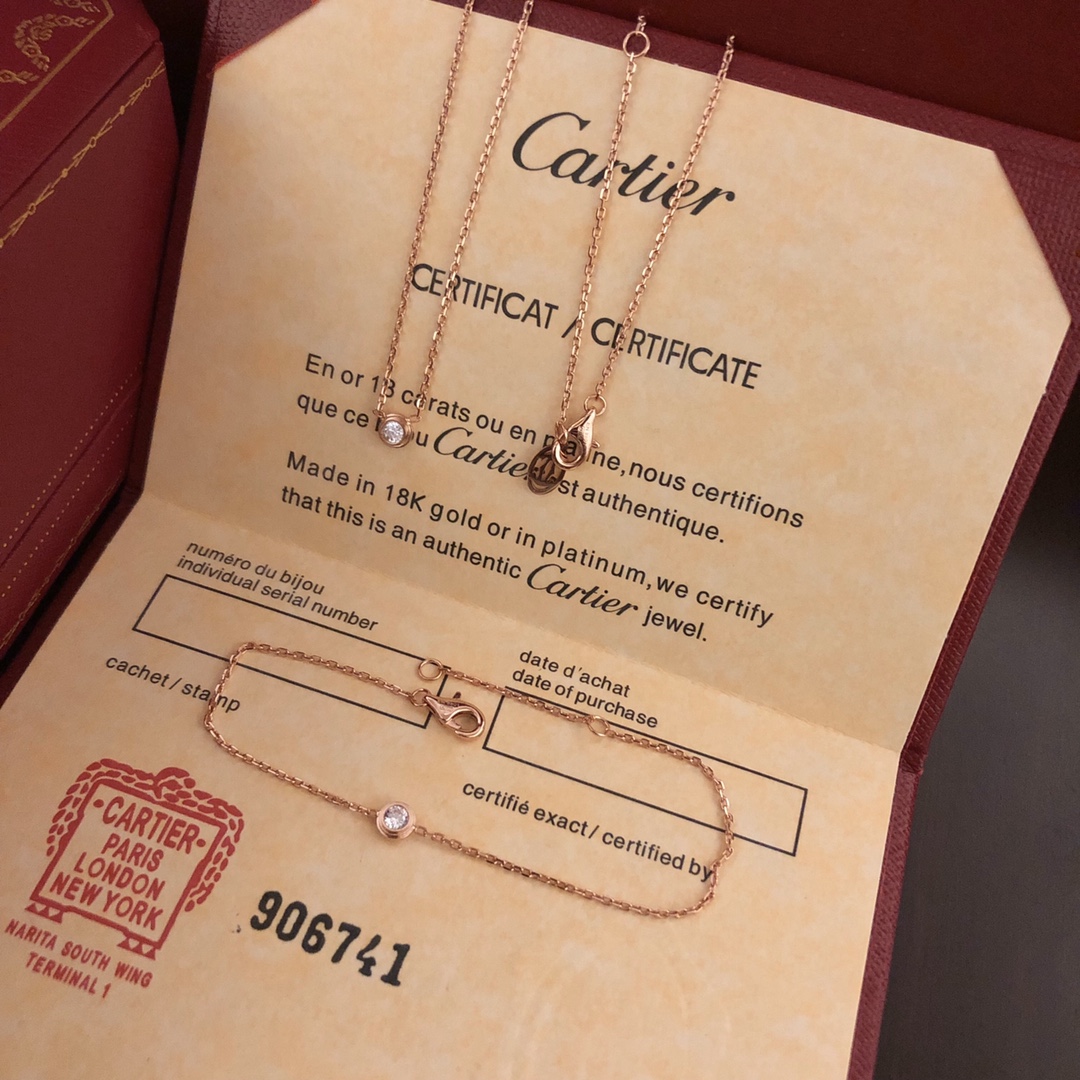 Cartier
CERTIFICAT / CERTIFICATE
En or 18 carats ou en platine, nous certifions
que ce bijou Cartier est authentique.
Made in 18K gold or in platinum, we certify
that this is an authentic Cartier jewel.
numéro du bijou
individual serial number
date d'achat
date of purchase
cachet / stamp
certifié exact / certified by
·CARTIER·
PARIS
LONDON
NEW YORK
NARITA SOUTH WING
TERMINAL 1
906741